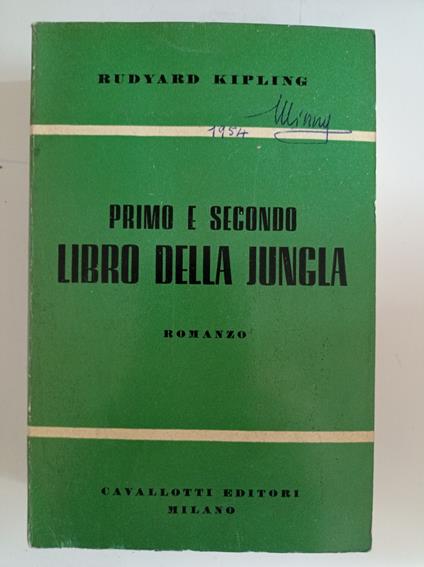 RUDYARD KIPLING
1954
PRIMO E SECONDO
LIBRO DELLA JUNGLA
ROMANZO
CAVALLOTTI EDITORI
MILANO